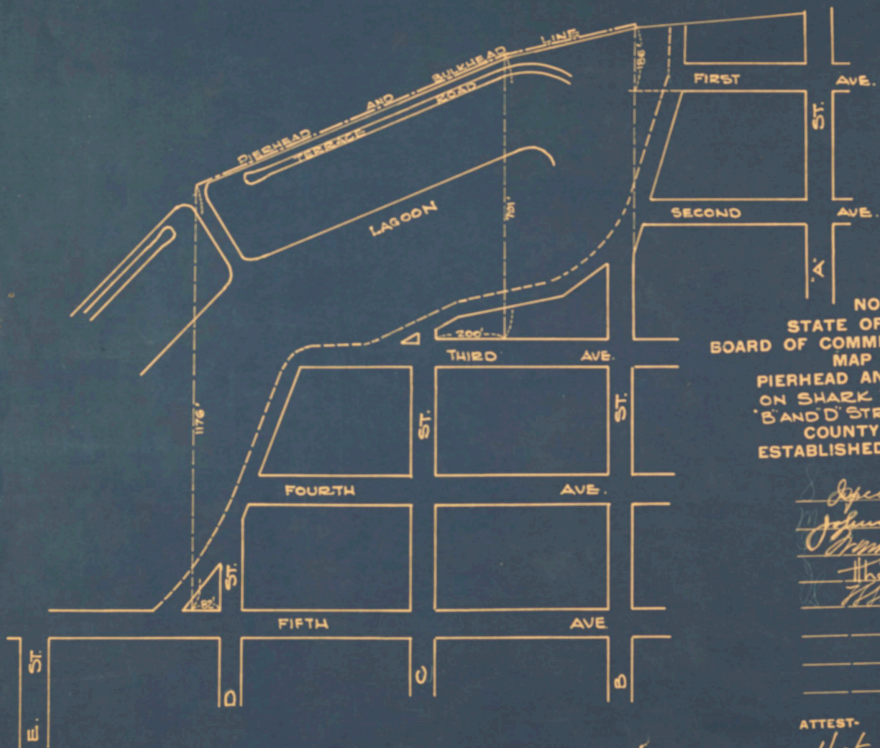 PIERHEAD AND BULKHEAD LINE
TERRACE ROAD
186'
FIRST AVE.
ST.
LAGOON
701'
SECOND AVE.
"A"
200'
THIRD AVE.
NO
STATE OF
BOARD OF COMM
MAP
PIERHEAD AN
ON SHARK
"B" AND "D" STR
COUNTY
ESTABLISHED
1176'
ST.
ST.
FOURTH AVE.
ST.
82'
FIFTH AVE
ST.
E.
D
C
B
ATTEST-